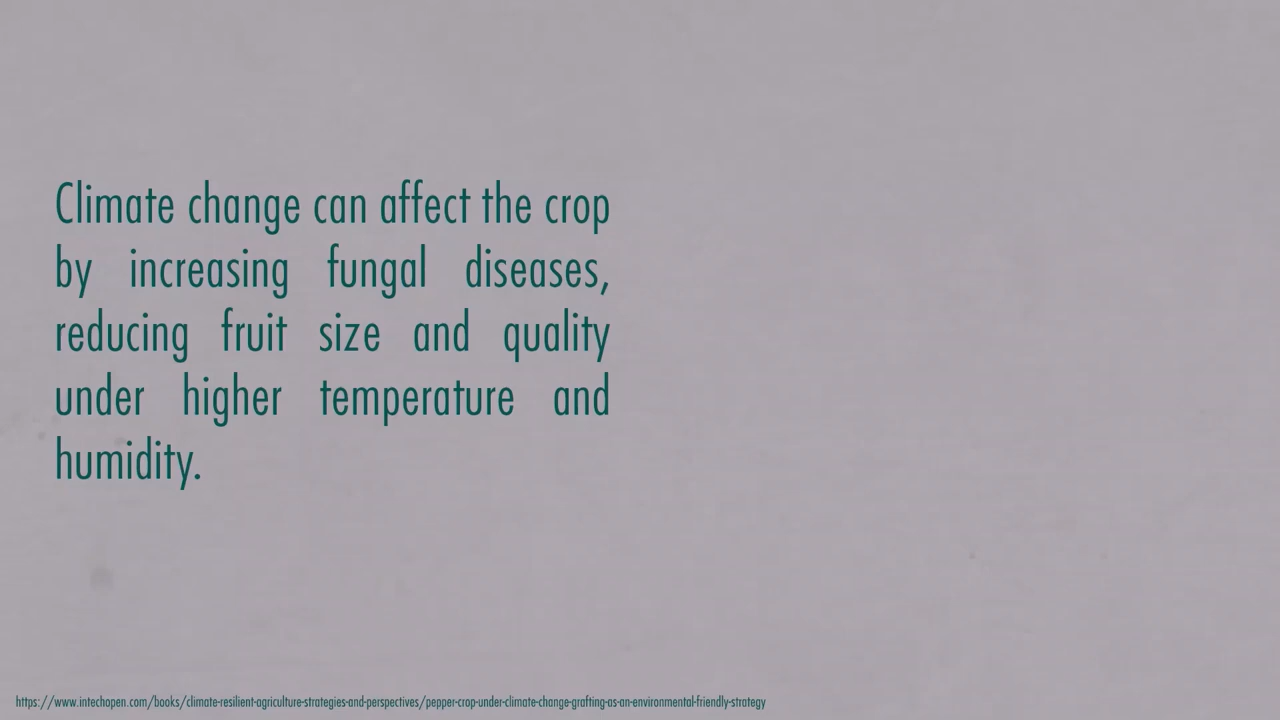 Climate change can affect the crop
by increasing fungal diseases,
reducing fruit size and quality
under higher temperature and
humidity.
https://www.intechopen.com/books/climate-resilient-agriculture-strategies-and-perspectives/pepper-crop-under-climate-change-grafting-as-an-environmental-friendly-strategy